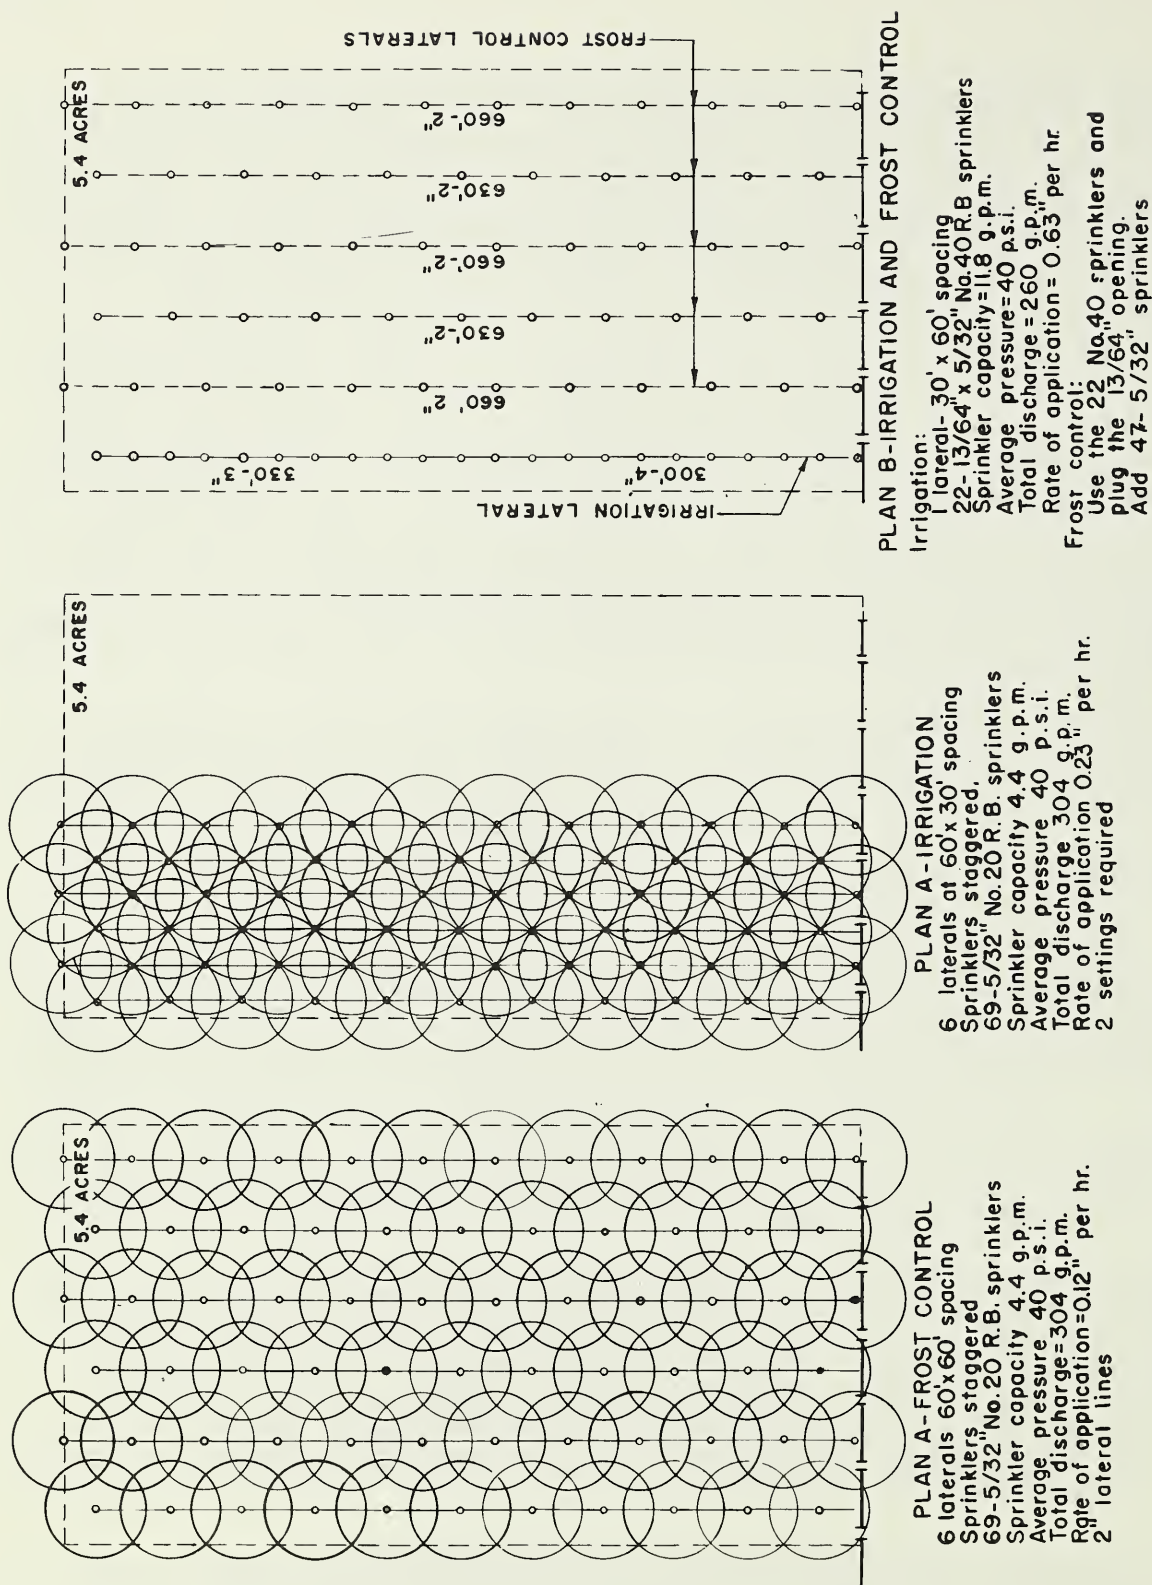 5.4 ACRES
PLAN A-FROST CONTROL
6 laterals 60'x60' spacing
Sprinklers staggered
69-5/32" No.20 R.B. sprinklers
Sprinkler capacity 4.4 g.p.m.
Average pressure 40 p.s.i.
Total discharge=304 g.p.m.
Rate of application=0.12" per hr.
2" lateral lines
5.4 ACRES
PLAN A-IRRIGATION
6 laterals at 60'x 30' spacing
Sprinklers staggered.
69-5/32" No.20 R.B. sprinklers
Sprinkler capacity 4.4 g.p.m.
Average pressure 40 p.s.i.
Total discharge 304 g.p.m.
Rate of application 0.23" per hr.
2 settings required
5.4 ACRES
330'-3"
300'-4"
660'-2"
630'-2"
660'-2"
630'-2"
660'-2"
IRRIGATION LATERAL
FROST CONTROL LATERALS
PLAN B-IRRIGATION AND FROST CONTROL
Irrigation:
1 lateral-30' x 60' spacing
22-13/64" x 5/32" No.40 R.B sprinklers
Sprinkler capacity=11.8 g.p.m.
Average pressure=40 p.s.i.
Total discharge=260 g.p.m.
Rate of application=0.63" per hr.
Frost control:
Use the 22 No.40 sprinklers and
plug the 13/64" opening.
Add 47-5/32" sprinklers